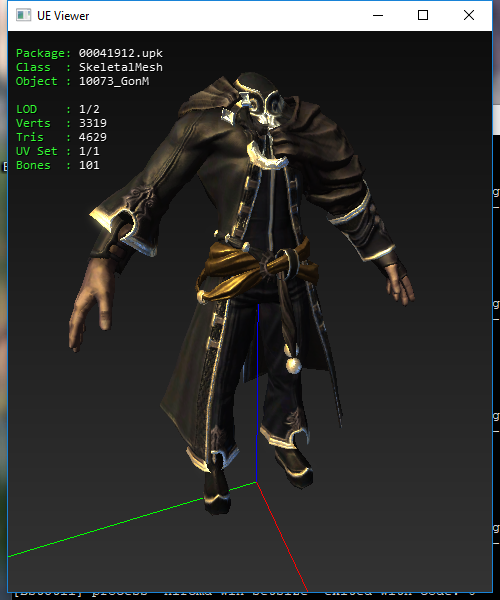 UE Viewer
Package: 00041912.upk
Class : SkeletalMesh
Object : 10073_GonM
LOD : 1/2
Verts : 3319
Tris : 4629
UV Set : 1/1
Bones : 101